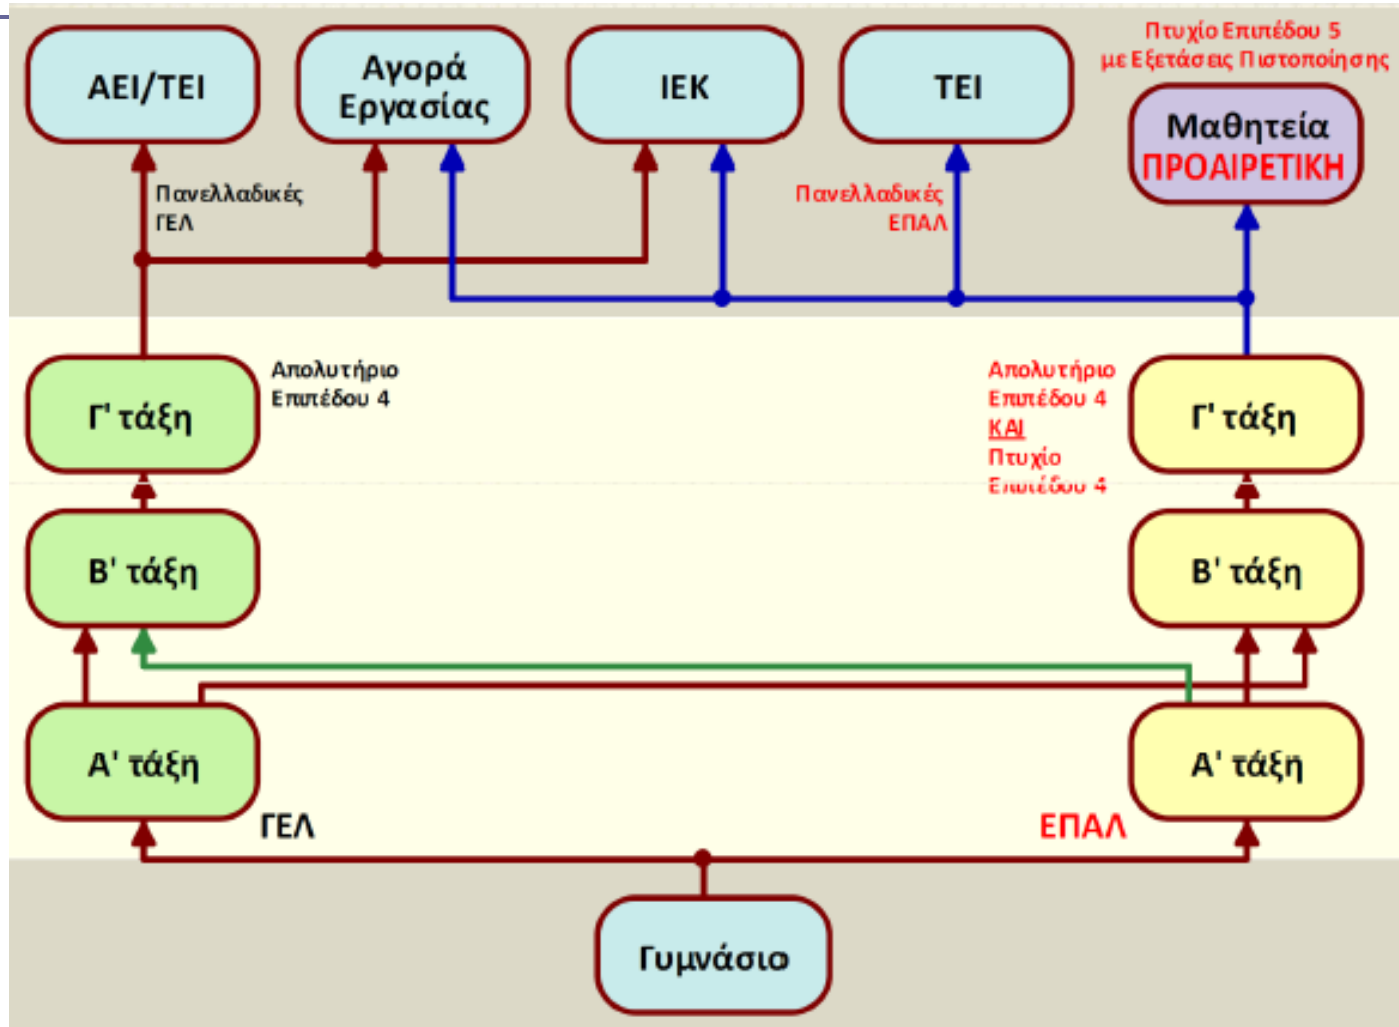 ΑΕΙ/ΤΕΙ
Αγορά
Εργασίας
ΙΕΚ
ΤΕΙ
Πτυχίο Επιπέδου 5
με Εξετάσεις Πιστοποίησης
Μαθητεία
ΠΡΟΑΙΡΕΤΙΚΗ
Πανελλαδικές
ΓΕΛ
Πανελλαδικές
ΕΠΑΛ
Γ' τάξη
Απολυτήριο
Επιπέδου 4
Απολυτήριο
Επιπέδου 4
ΚΑΙ
Πτυχίο
Επιπέδου 4
Γ' τάξη
Β' τάξη
Β' τάξη
Α' τάξη
Α' τάξη
ΓΕΛ
ΕΠΑΛ
Γυμνάσιο